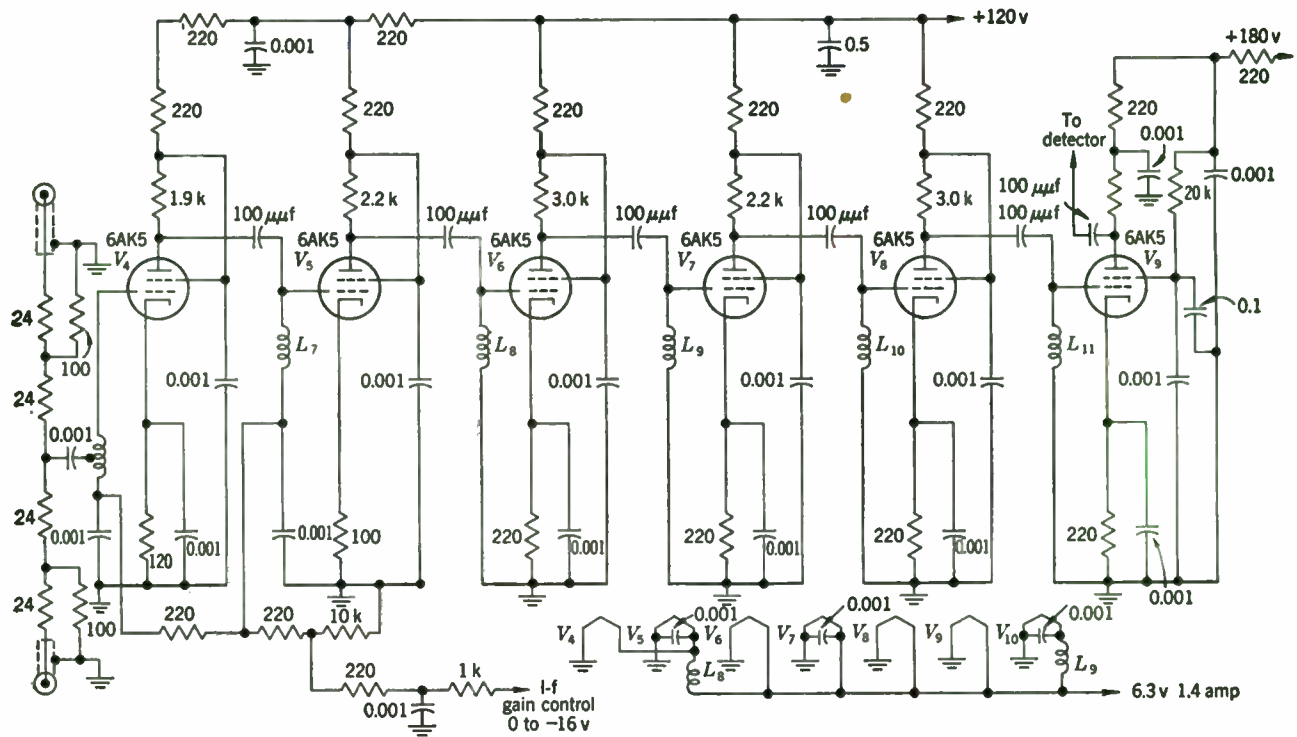 220
0.001
220
+120 v
0.5
+180 v
220
220
220
220
220
220
220
To detector
0.001
0.001
20 k
1.9 k
2.2 k
3.0 k
2.2 k
3.0 k
100 μμf
100 μμf
100 μμf
100 μμf
100 μμf
100 μμf
6AK5
V4
6AK5
V5
6AK5
V6
6AK5
V7
6AK5
V8
6AK5
V9
0.1
24
100
24
0.001
24
24
100
L7
L8
L9
L10
L11
0.001
0.001
0.001
0.001
0.001
0.001
0.001
120
0.001
0.001
100
220
0.001
220
0.001
220
0.001
220
0.001
220
220
10 k
220
0.001
1 k
I-f
gain control
0 to −16 v
V4
V5
0.001
V6
V7
0.001
V8
V9
V10
0.001
L8
L9
6.3 v 1.4 amp